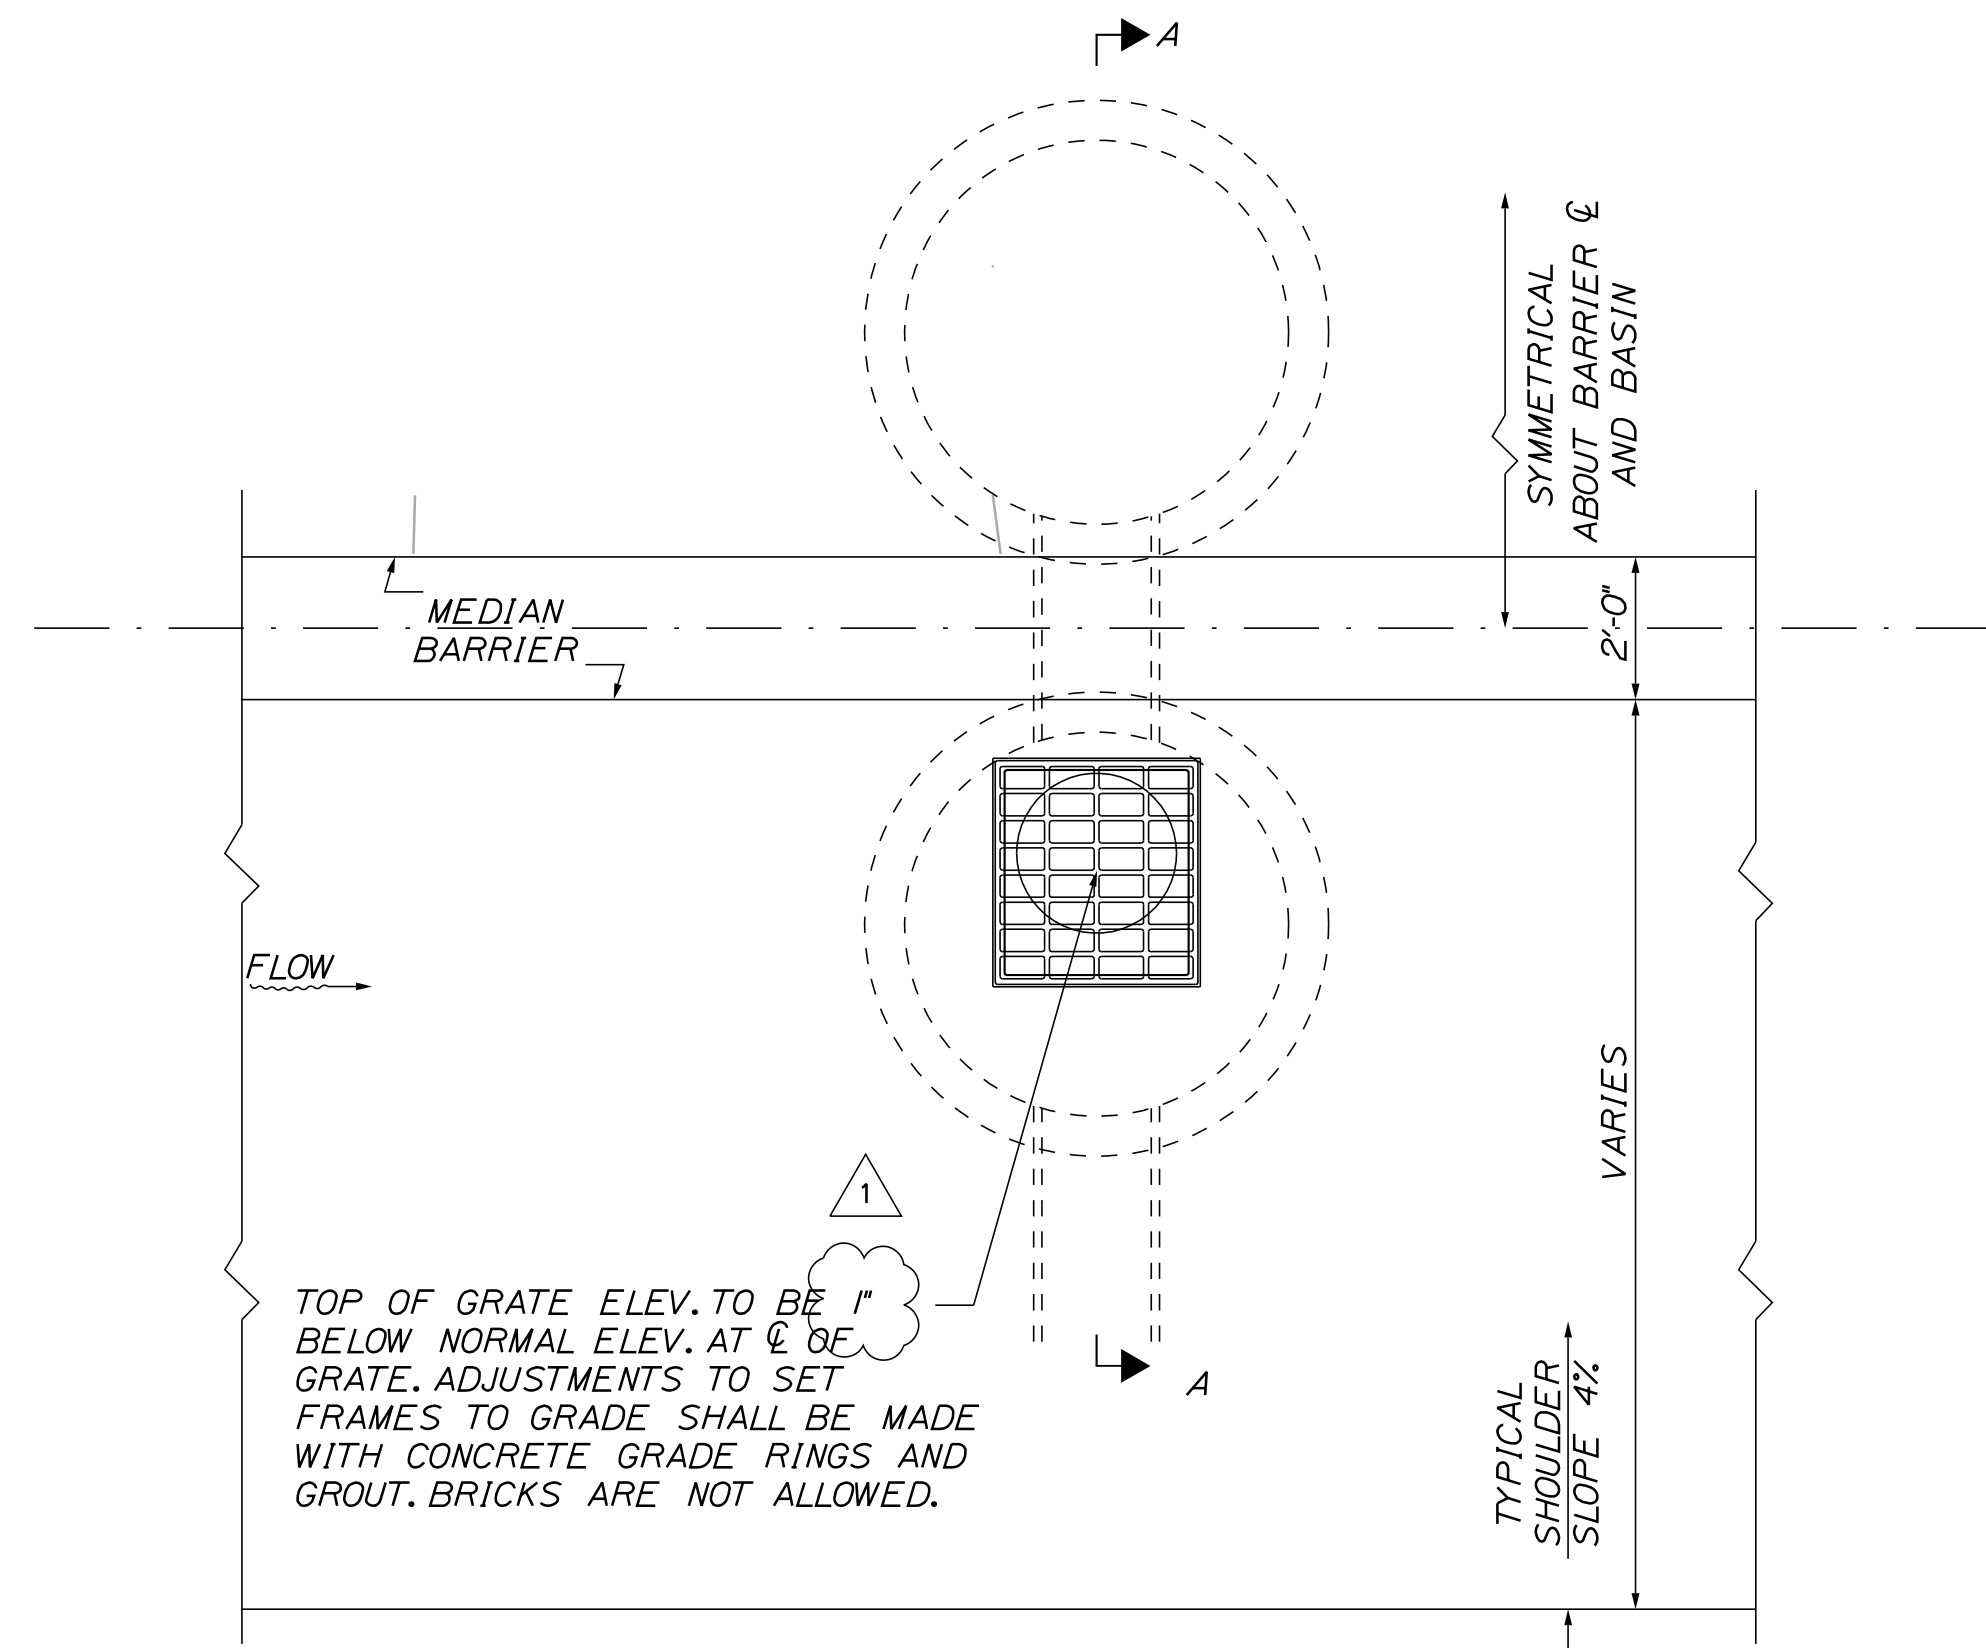 A
SYMMETRICAL
ABOUT BARRIER ℄
AND BASIN
MEDIAN
BARRIER
2'-0"
FLOW
VARIES
1
TOP OF GRATE ELEV. TO BE 1"
BELOW NORMAL ELEV. AT ℄ OF
GRATE. ADJUSTMENTS TO SET
FRAMES TO GRADE SHALL BE MADE
WITH CONCRETE GRADE RINGS AND
GROUT. BRICKS ARE NOT ALLOWED.
A
TYPICAL
SHOULDER
SLOPE 4%